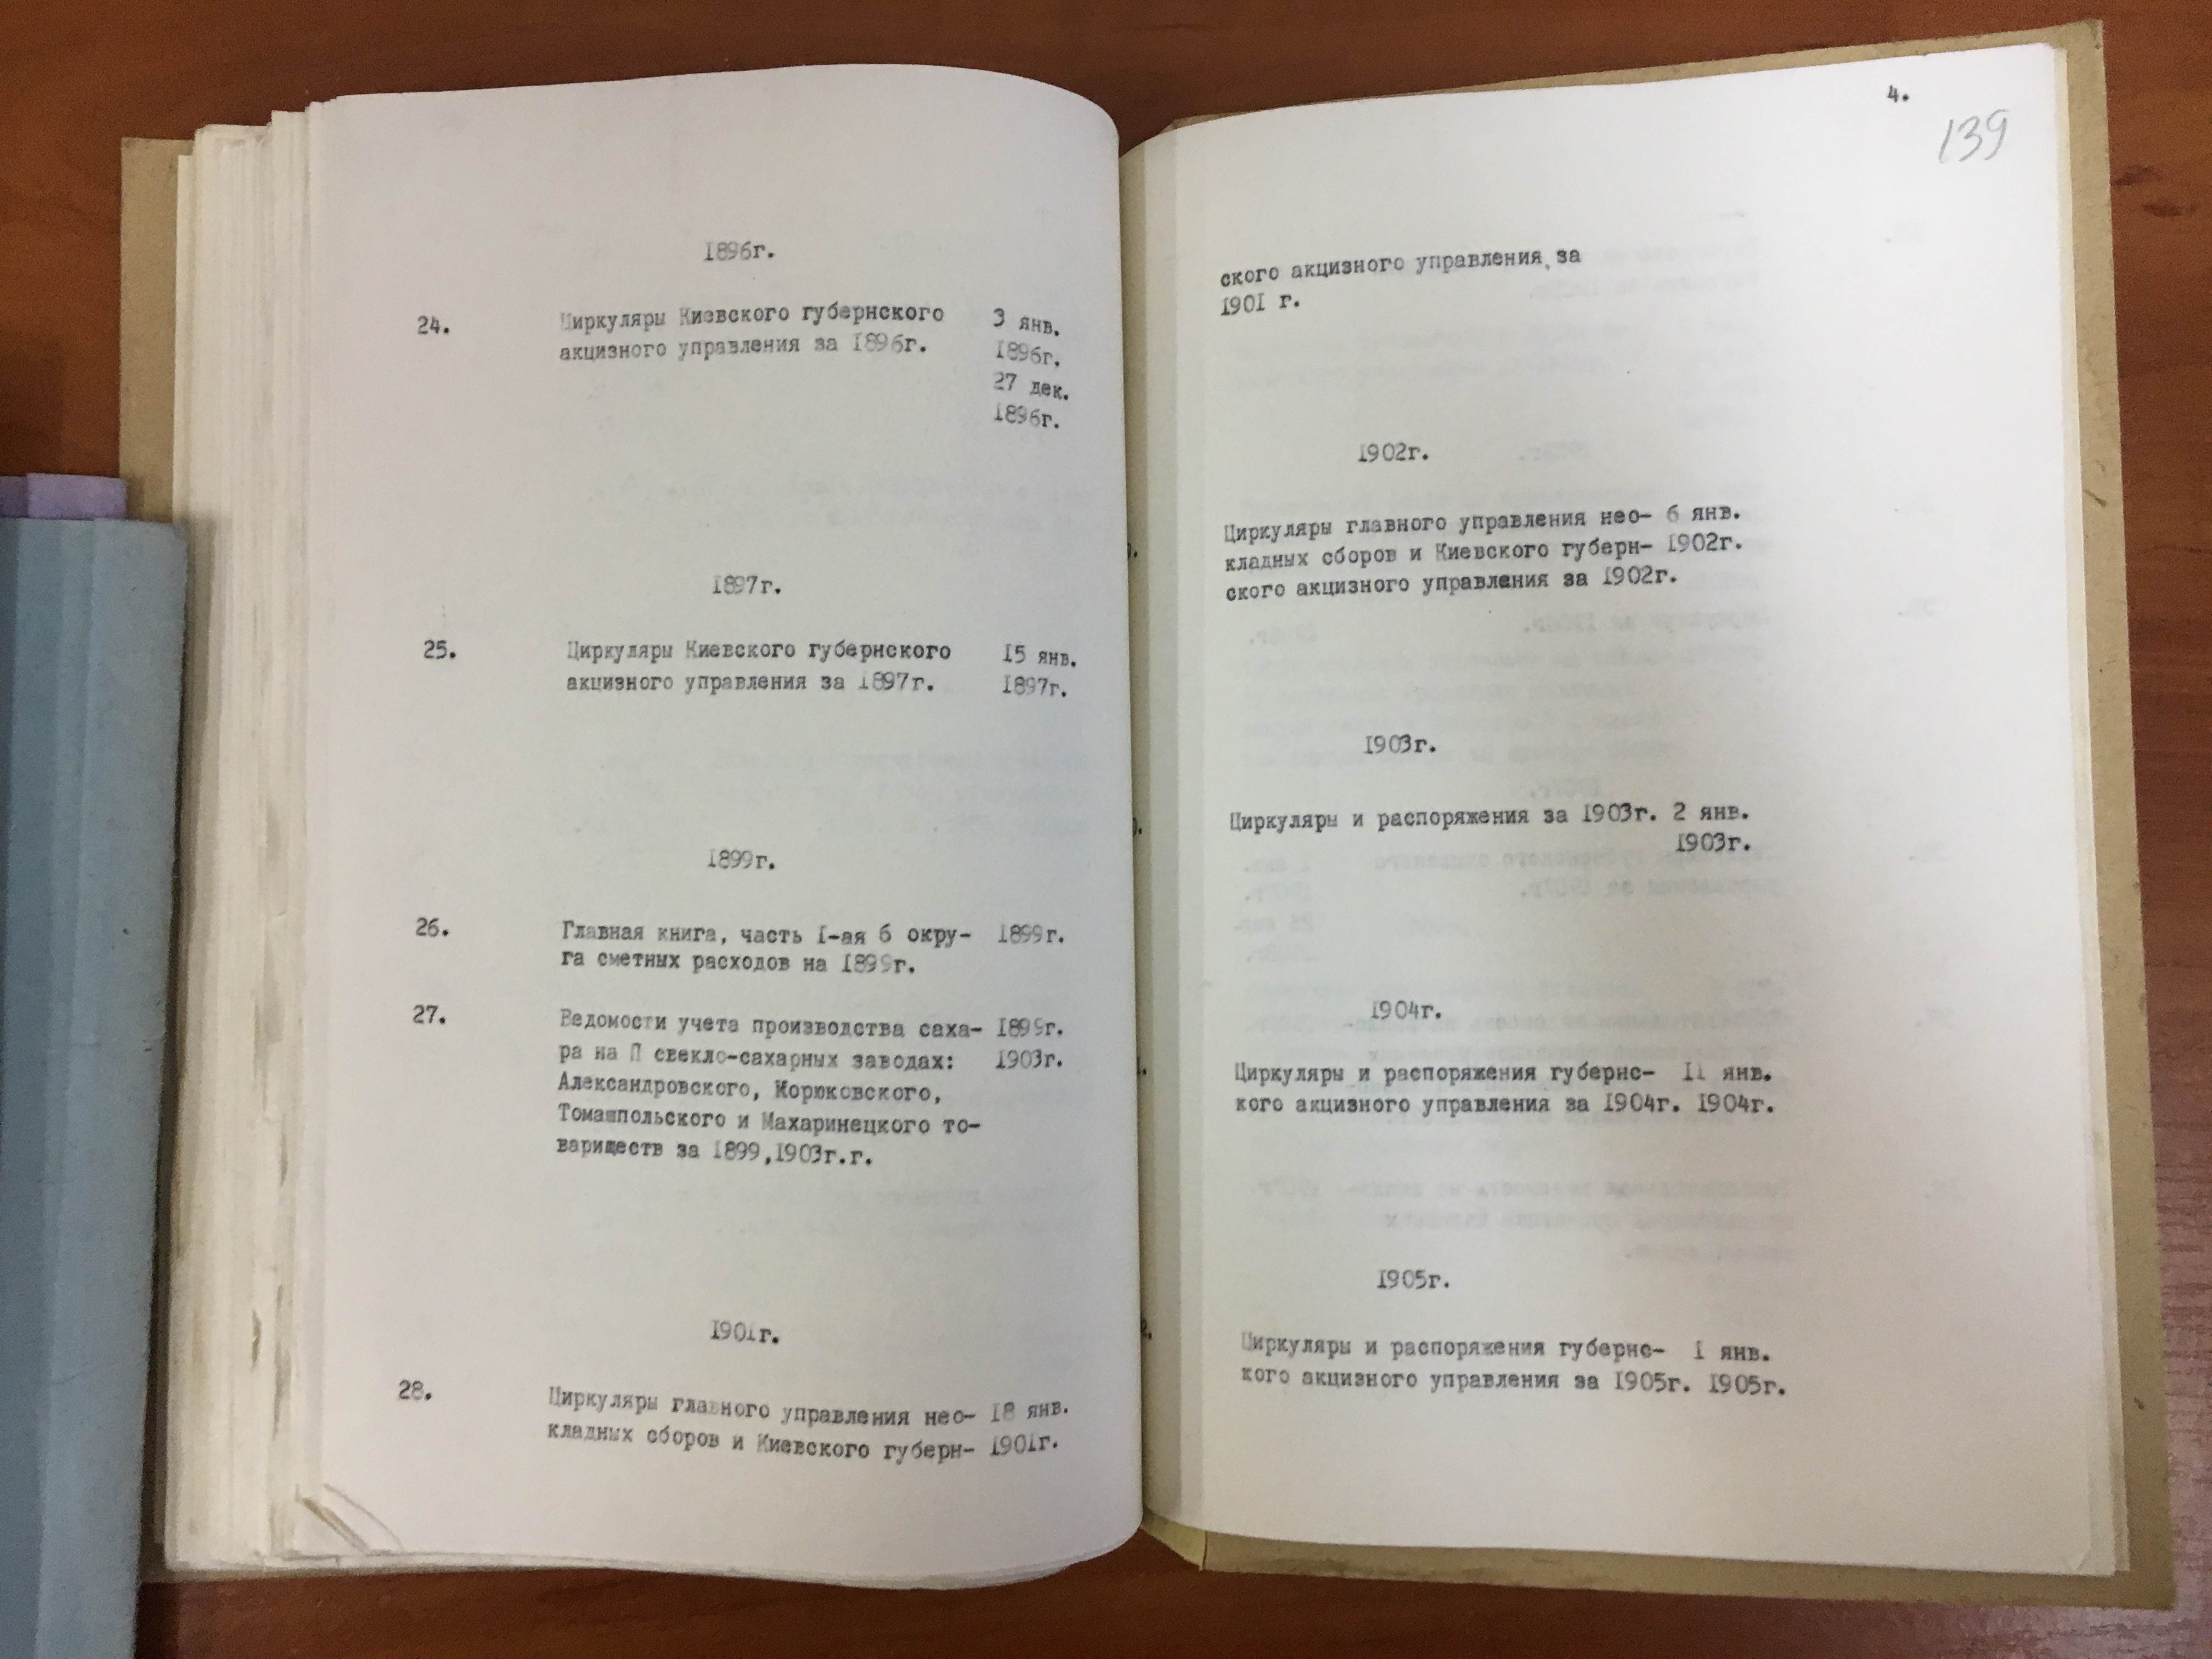 1896г.
24. Циркуляры Киевского губернского 3 янв.
акцизного управления за 1896г. 1896г.
27 дек.
1896г.
1897г.
25. Циркуляры Киевского губернского 15 янв.
акцизного управления за 1897г. 1897г.
1899г.
26. Главная книга, часть I-ая 6 окру- 1899г.
га сметных расходов на 1899г.
27. Ведомости учета производства саха- 1899г.
ра на П свекло-сахарных заводах: 1903г.
Александровского, Корюковского,
Томашпольского и Махаринецкого то-
вариществ за 1899,1903г.г.
1901г.
28. Циркуляры главного управления нео- 18 янв.
кладных сборов и Киевского губерн- 1901г.
4.
139
ского акцизного управления за
1901 г.
1902г.
Циркуляры главного управления нео- 6 янв.
кладных сборов и Киевского губерн- 1902г.
ского акцизного управления за 1902г.
1903г.
Циркуляры и распоряжения за 1903г. 2 янв.
1903г.
1904г.
Циркуляры и распоряжения губернс- 11 янв.
кого акцизного управления за 1904г. 1904г.
1905г.
Циркуляры и распоряжения губернс- 1 янв.
кого акцизного управления за 1905г. 1905г.